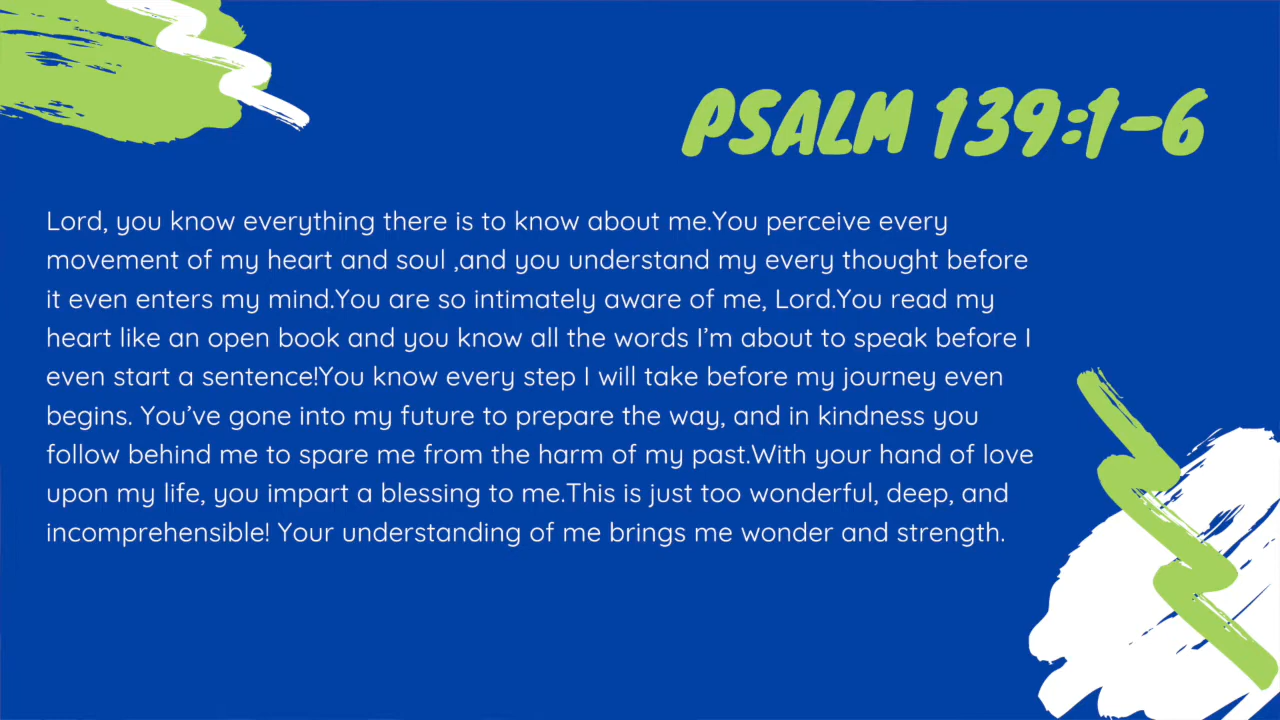 PSALM 139:1-6
Lord, you know everything there is to know about me.You perceive every
movement of my heart and soul ,and you understand my every thought before
it even enters my mind.You are so intimately aware of me, Lord.You read my
heart like an open book and you know all the words I’m about to speak before I
even start a sentence!You know every step I will take before my journey even
begins. You’ve gone into my future to prepare the way, and in kindness you
follow behind me to spare me from the harm of my past.With your hand of love
upon my life, you impart a blessing to me.This is just too wonderful, deep, and
incomprehensible! Your understanding of me brings me wonder and strength.